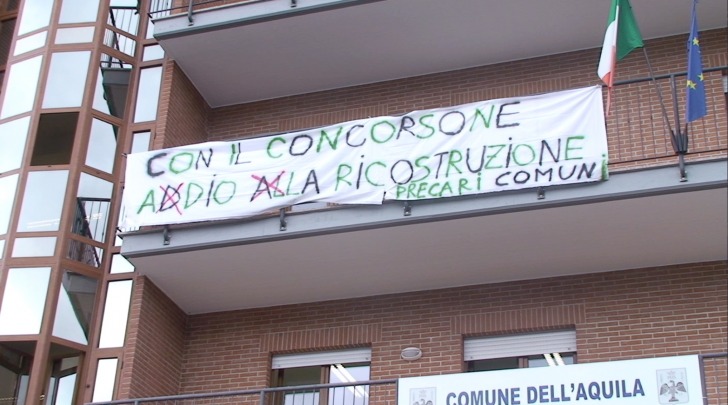 CON IL CONCORSONE
ADDIO ALLA RICOSTRUZIONE
PRECARI COMUNI
COMUNE DELL'AQUILA